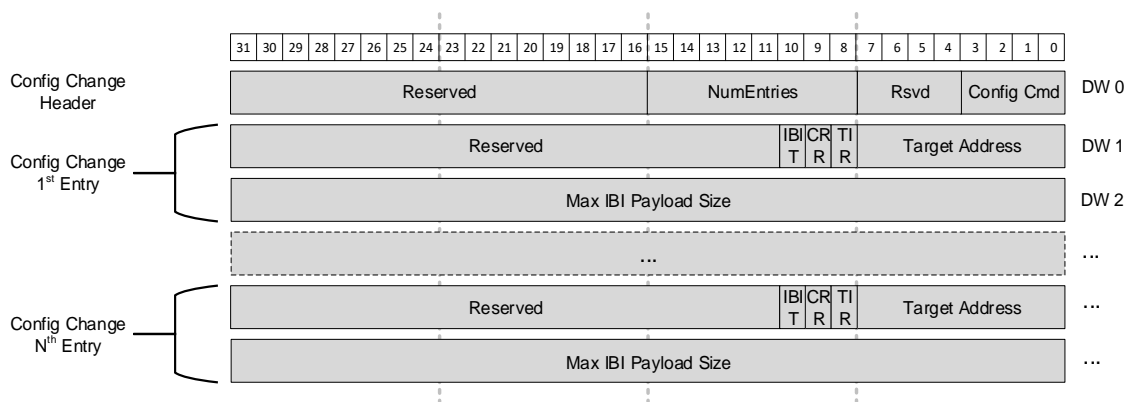 31 30 29 28 27 26 25 24 23 22 21 20 19 18 17 16 15 14 13 12 11 10 9 8 7 6 5 4 3 2 1 0
Config Change
Header
Reserved NumEntries Rsvd Config Cmd DW 0
Config Change
1st Entry
Reserved IBI CR TI Target Address DW 1
T R R
Max IBI Payload Size DW 2
... ...
Config Change
Nth Entry
Reserved IBI CR TI Target Address ...
T R R
Max IBI Payload Size ...